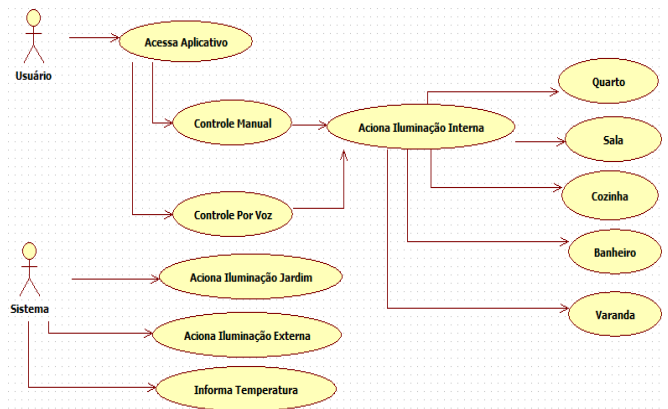 Acessa Aplicativo
Usuário
Quarto
Controle Manual
Aciona Iluminação Interna
Sala
Cozinha
Controle Por Voz
Banheiro
Aciona Iluminação Jardim
Sistema
Varanda
Aciona Iluminação Externa
Informa Temperatura